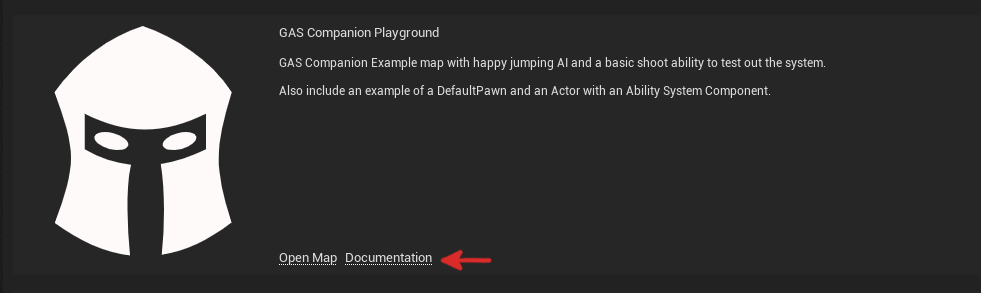 GAS Companion Playground
GAS Companion Example map with happy jumping AI and a basic shoot ability to test out the system.
Also include an example of a DefaultPawn and an Actor with an Ability System Component.
Open Map Documentation